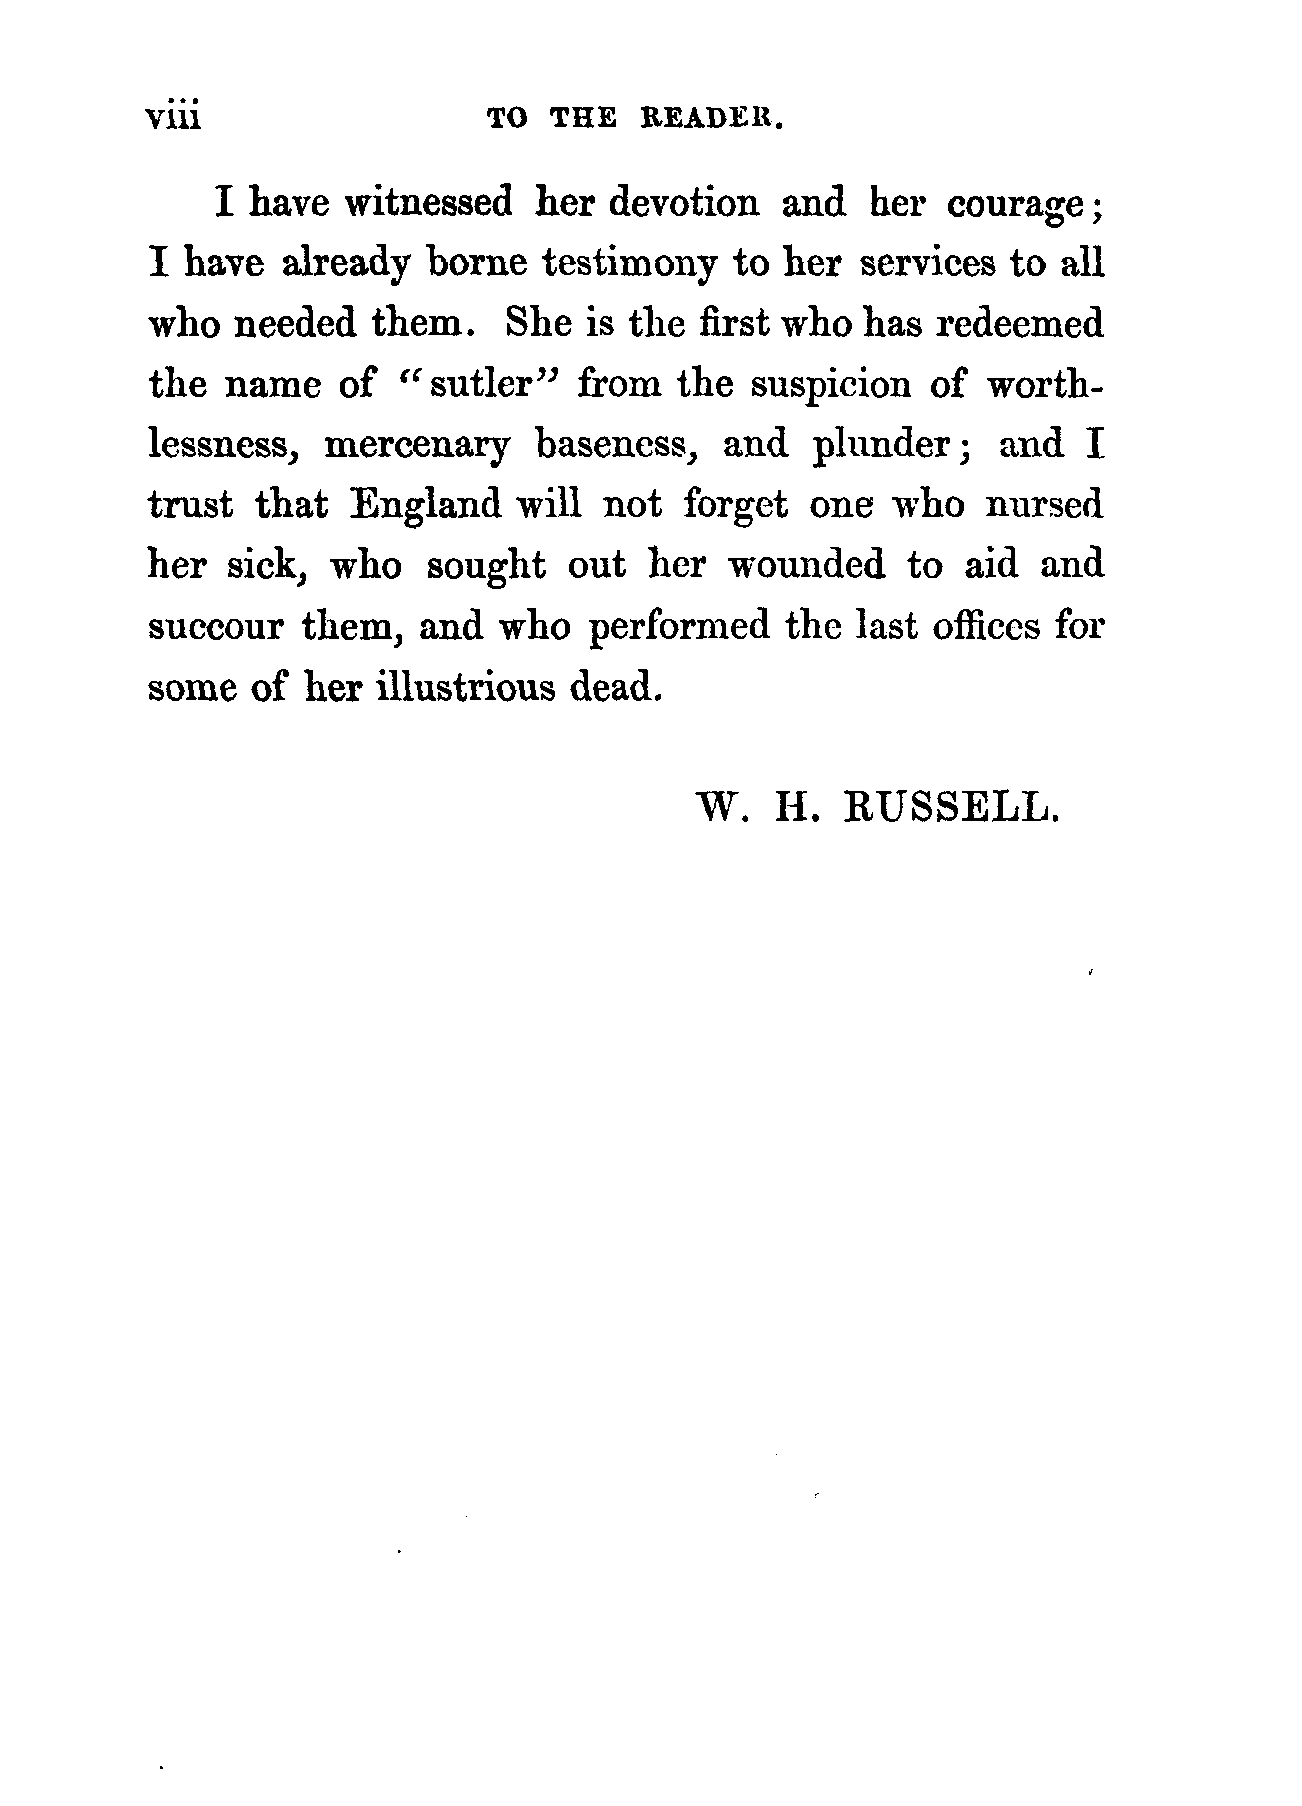 viii TO THE READER.
I have witnessed her devotion and her courage;
I have already borne testimony to her services to all
who needed them. She is the first who has redeemed
the name of “sutler” from the suspicion of worth-
lessness, mercenary baseness, and plunder; and I
trust that England will not forget one who nursed
her sick, who sought out her wounded to aid and
succour them, and who performed the last offices for
some of her illustrious dead.
W. H. RUSSELL.